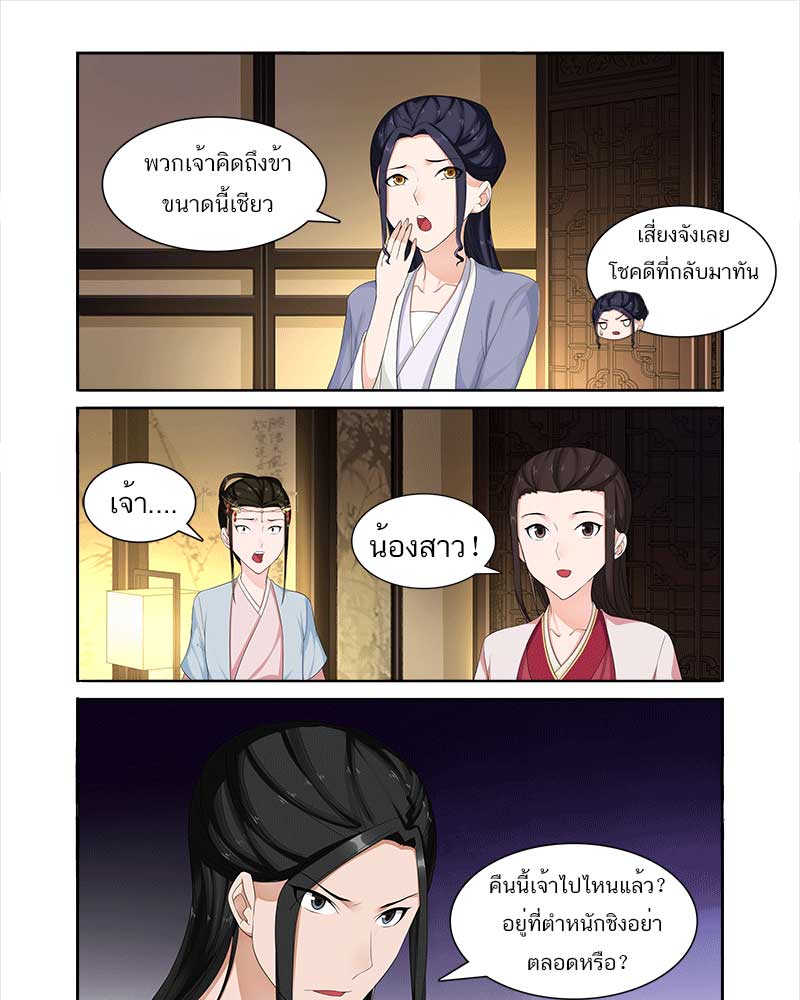 พวกเจ้าคิดถึงข้า
ขนาดนี้เชียว
เสี่ยงจังเลย
โชคดีที่กลับมาทัน
เจ้า....
น้องสาว!
คืนนี้เจ้าไปไหนแล้ว?
อยู่ที่ตำหนักชิงอย่า
ตลอดหรือ?